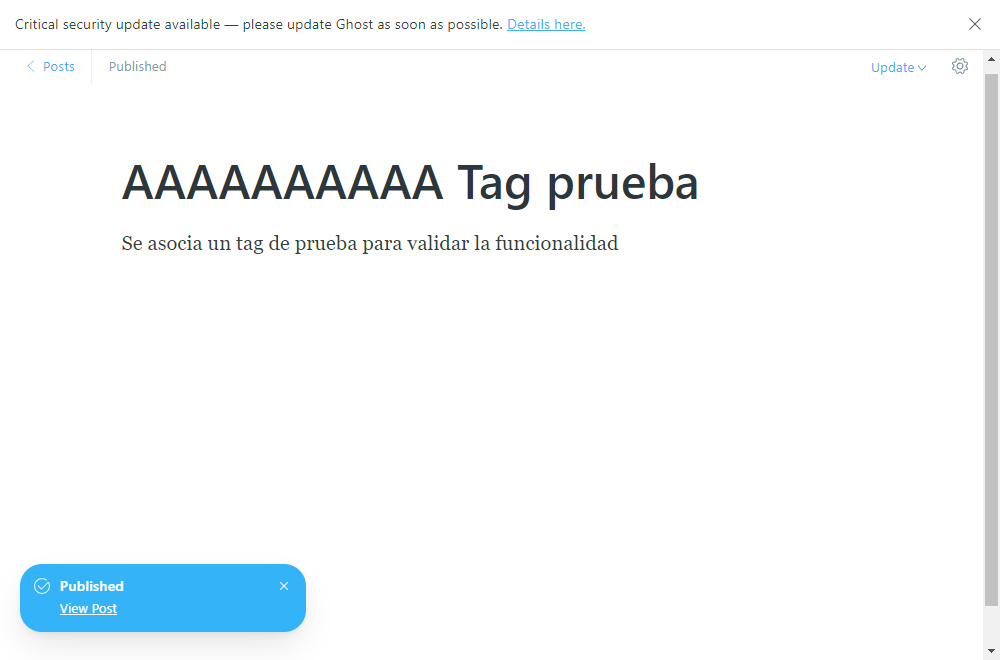 Critical security update available — please update Ghost as soon as possible. Details here.
Posts
Published
Update
AAAAAAAAAA Tag prueba
Se asocia un tag de prueba para validar la funcionalidad
Published
View Post